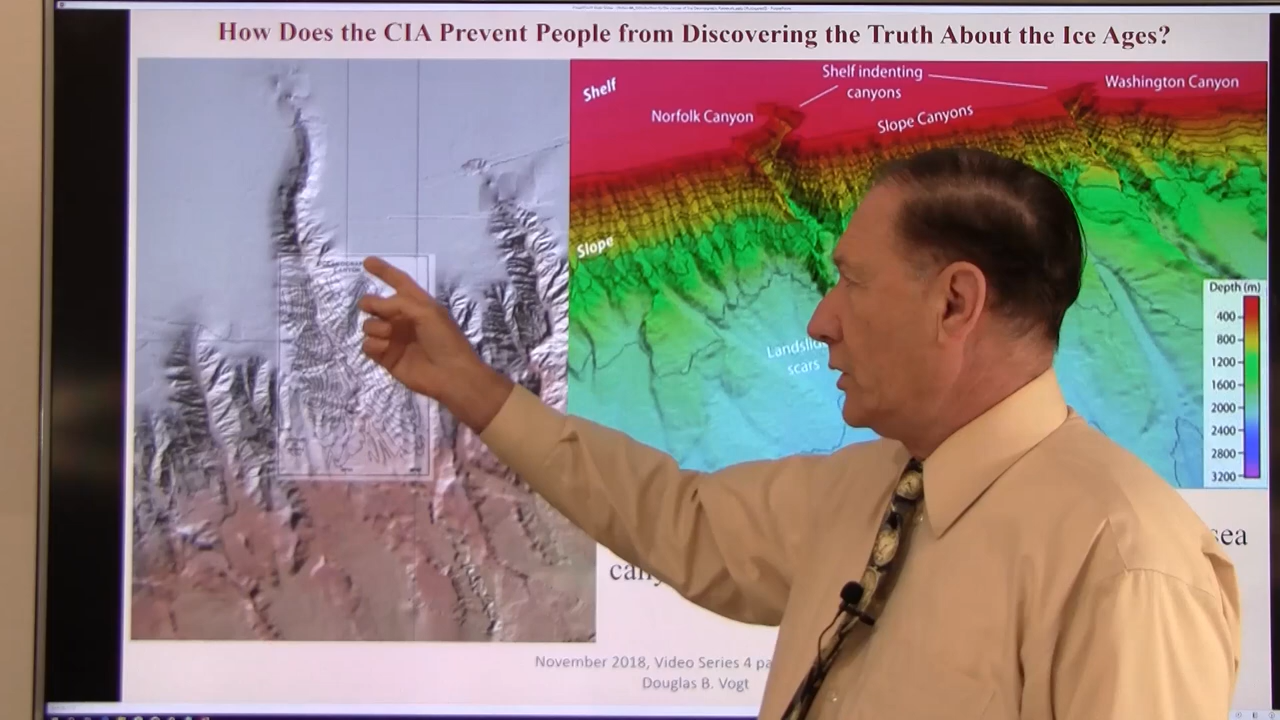 How Does the CIA Prevent People from Discovering the Truth About the Ice Ages?
Shelf
Shelf indenting
canyons
Washington Canyon
Norfolk Canyon
Slope Canyons
Slope
Landslide
scars
Depth (m)
400
800
1200
1600
2000
2400
2800
3200
sea
November 2018, Video Series 4
Douglas B. Vogt